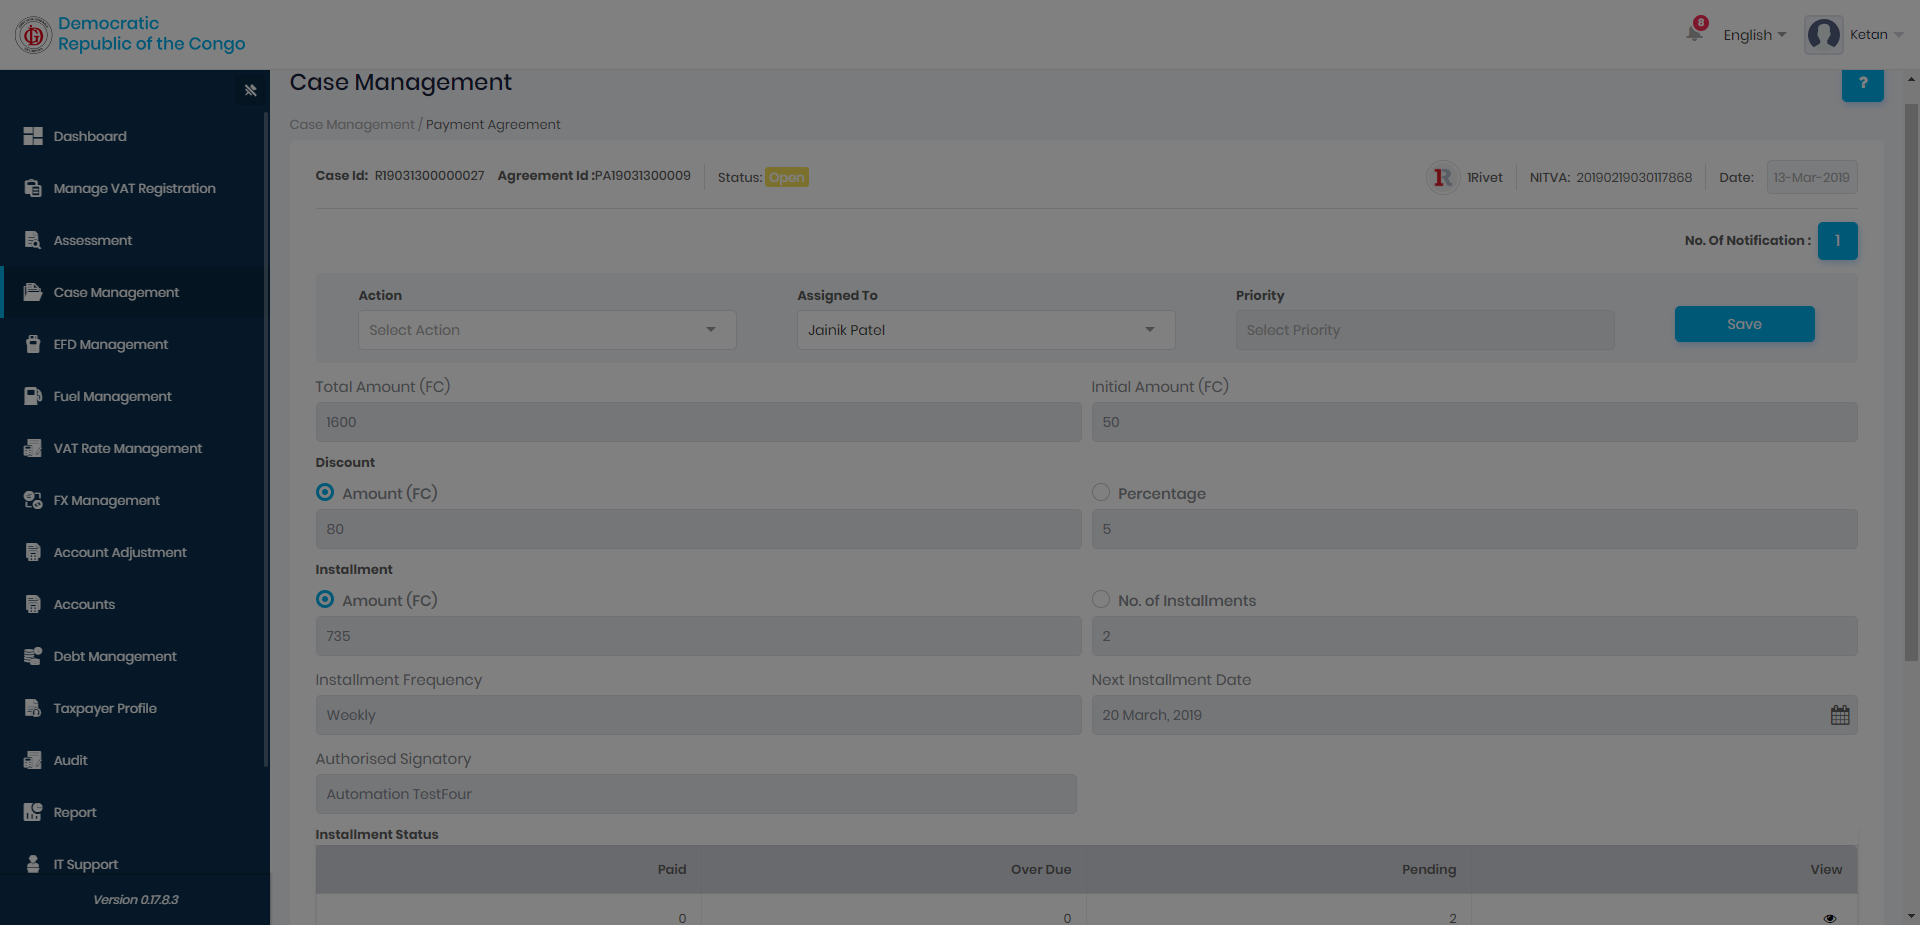 Democratic
Republic of the Congo
8
English
Ketan
Case Management
?
Case Management / Payment Agreement
Dashboard
Manage VAT Registration
Assessment
Case Management
EFD Management
Fuel Management
VAT Rate Management
FX Management
Account Adjustment
Accounts
Debt Management
Taxpayer Profile
Audit
Report
IT Support
Version 0.17.8.3
Case Id: R19031300000027 Agreement Id :PA19031300009 Status: Open
1R 1Rivet NITVA: 20190219030117868 Date: 13-Mar-2019
No. Of Notification : 1
Action Assigned To Priority
Select Action Jainik Patel Select Priority Save
Total Amount (FC) Initial Amount (FC)
1600 50
Discount
Amount (FC) Percentage
80 5
Installment
Amount (FC) No. of Installments
735 2
Installment Frequency Next Installment Date
Weekly 20 March, 2019
Authorised Signatory
Automation TestFour
Installment Status
Paid Over Due Pending View
0 0 2